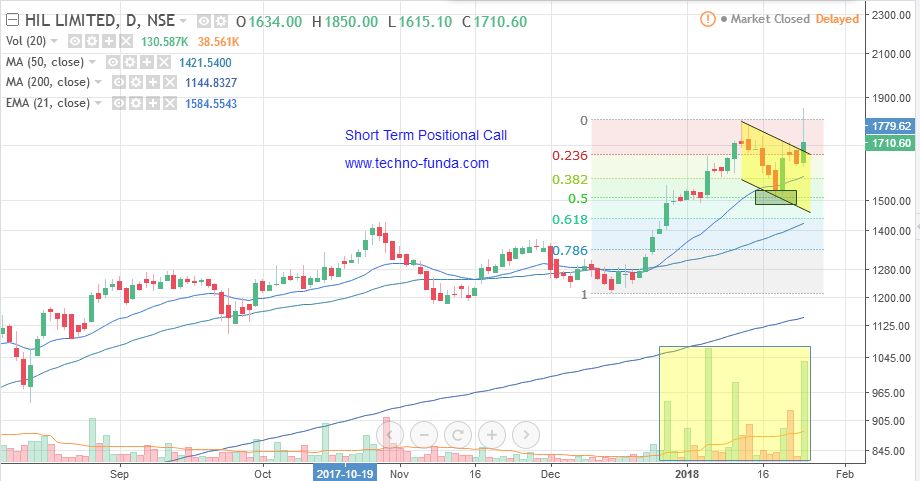 HIL LIMITED, D, NSE O1634.00 H1850.00 L1615.10 C1710.60 Market Closed Delayed
Vol (20) 130.587K 38.561K
MA (50, close) 1421.5400
MA (200, close) 1144.8327
EMA (21, close) 1584.5543
Short Term Positional Call
www.techno-funda.com
0
0.236
0.382
0.5
0.618
0.786
1
2300.00
2100.00
1900.00
1779.62
1710.60
1500.00
1400.00
1280.00
1200.00
1125.00
1045.00
965.00
905.00
845.00
Sep Oct 2017-10-19 Nov 16 Dec 2018 16 Feb